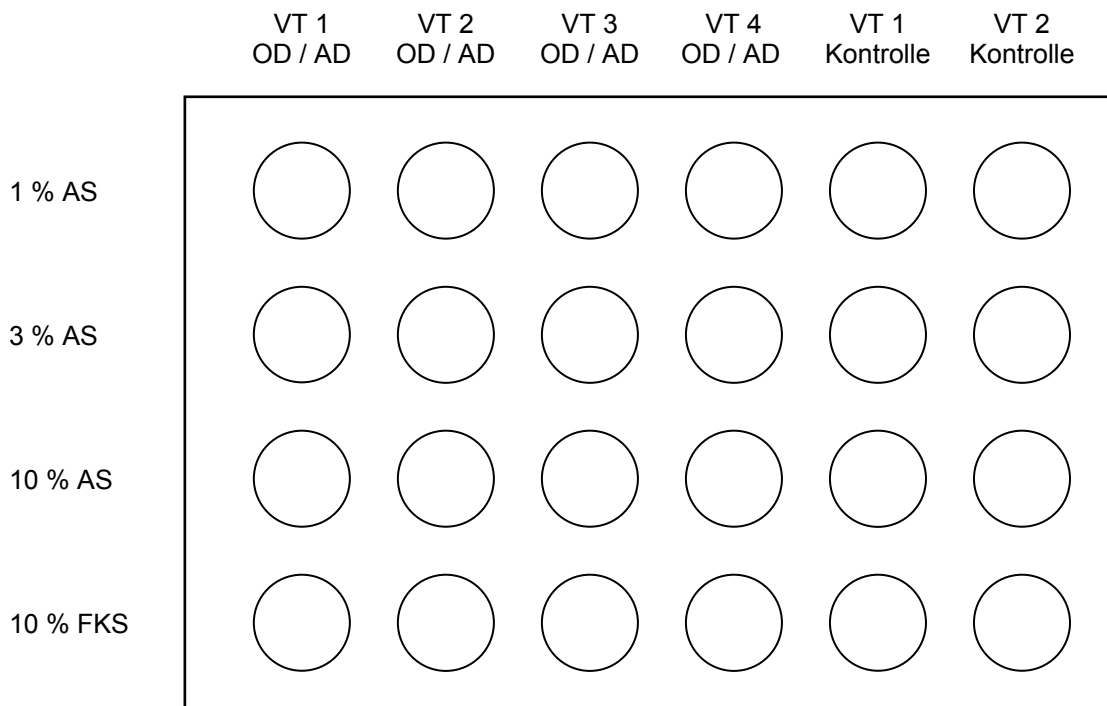 VT 1 VT 2 VT 3 VT 4 VT 1 VT 2
OD / AD OD / AD OD / AD OD / AD Kontrolle Kontrolle
1 % AS
3 % AS
10 % AS
10 % FKS